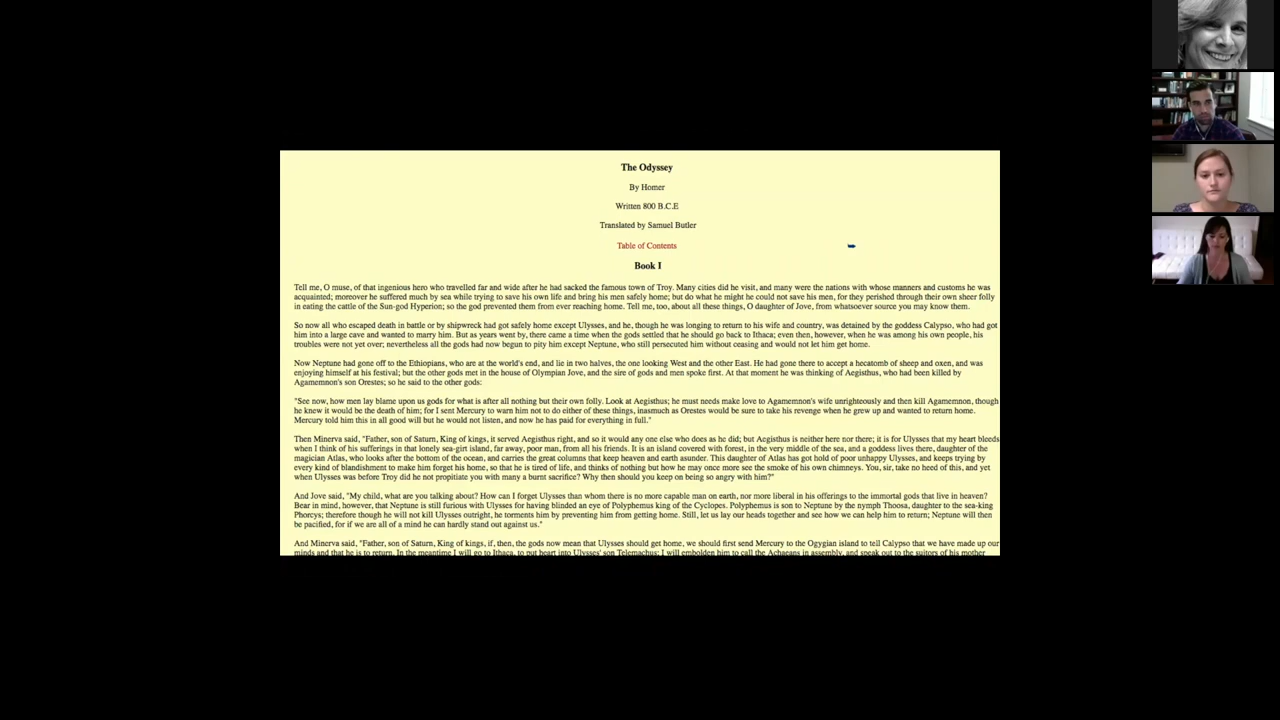 The Odyssey
By Homer
Written 800 B.C.E
Translated by Samuel Butler
Table of Contents
Book I
Tell me, O muse, of that ingenious hero who travelled far and wide after he had sacked the famous town of Troy. Many cities did he visit, and many were the nations with whose manners and customs he was
acquainted; moreover he suffered much by sea while trying to save his own life and bring his men safely home; but do what he might he could not save his men, for they perished through their own sheer folly
in eating the cattle of the Sun-god Hyperion; so the god prevented them from ever reaching home. Tell me, too, about all these things, O daughter of Jove, from whatsoever source you may know them.
So now all who escaped death in battle or by shipwreck had got safely home except Ulysses, and he, though he was longing to return to his wife and country, was detained by the goddess Calypso, who had got
him into a large cave and wanted to marry him. But as years went by, there came a time when the gods settled that he should go back to Ithaca; even then, however, when he was among his own people, his
troubles were not yet over; nevertheless all the gods had now begun to pity him except Neptune, who still persecuted him without ceasing and would not let him get home.
Now Neptune had gone off to the Ethiopians, who are at the world's end, and lie in two halves, the one looking West and the other East. He had gone there to accept a hecatomb of sheep and oxen, and was
enjoying himself at his festival; but the other gods met in the house of Olympian Jove, and the sire of gods and men spoke first. At that moment he was thinking of Aegisthus, who had been killed by
Agamemnon's son Orestes; so he said to the other gods:
"See now, how men lay blame upon us gods for what is after all nothing but their own folly. Look at Aegisthus; he must needs make love to Agamemnon's wife unrighteously and then kill Agamemnon, though
he knew it would be the death of him; for I sent Mercury to warn him not to do either of these things, inasmuch as Orestes would be sure to take his revenge when he grew up and wanted to return home.
Mercury told him this in all good will but he would not listen, and now he has paid for everything in full."
Then Minerva said, "Father, son of Saturn, King of kings, it served Aegisthus right, and so it would any one else who does as he did; but Aegisthus is neither here nor there; it is for Ulysses that my heart bleeds
when I think of his sufferings in that lonely sea-girt island, far away, poor man, from all his friends. It is an island covered with forest, in the very middle of the sea, and a goddess lives there, daughter of the
magician Atlas, who looks after the bottom of the ocean, and carries the great columns that keep heaven and earth asunder. This daughter of Atlas has got hold of poor unhappy Ulysses, and keeps trying by
every kind of blandishment to make him forget his home, so that he is tired of life, and thinks of nothing but how he may once more see the smoke of his own chimneys. You, sir, take no heed of this, and yet
when Ulysses was before Troy did he not propitiate you with many a burnt sacrifice? Why then should you keep on being so angry with him?"
And Jove said, "My child, what are you talking about? How can I forget Ulysses than whom there is no more capable man on earth, nor more liberal in his offerings to the immortal gods that live in heaven?
Bear in mind, however, that Neptune is still furious with Ulysses for having blinded an eye of Polyphemus king of the Cyclopes. Polyphemus is son to Neptune by the nymph Thoosa, daughter to the sea-king
Phorcys; therefore though he will not kill Ulysses outright, he torments him by preventing him from getting home. Still, let us lay our heads together and see how we can help him to return; Neptune will then
be pacified, for if we are all of a mind he can hardly stand out against us."
And Minerva said, "Father, son of Saturn, King of kings, if, then, the gods now mean that Ulysses should get home, we should first send Mercury to the Ogygian island to tell Calypso that we have made up our
minds and that he is to return. In the meantime I will go to Ithaca, to put heart into Ulysses' son Telemachus; I will embolden him to call the Achaeans in assembly, and speak out to the suitors of his mother